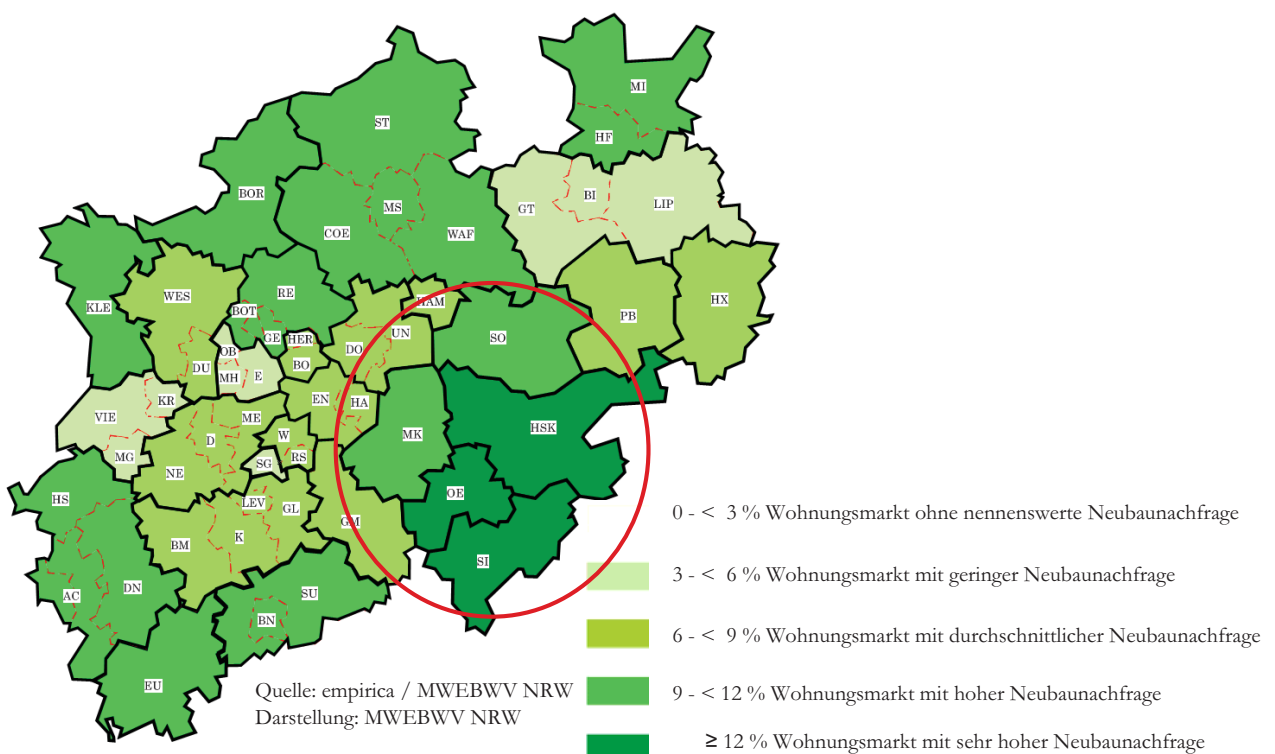 MI
ST
HF
BOR
MS
BI
GT
LIP
COE
WAF
RE
WES
HAM
HX
KLE
BOT
PB
UN
GE
HER
SO
OB
DO
BO
DU
MH
E
KR
EN
HA
VIE
ME
HSK
D
W
MK
MG
RS
SG
NE
OE
HS
LEV
GL
0 - < 3 % Wohnungsmarkt ohne nennenswerte Neubaunachfrage
GM
K
BM
SI
3 - < 6 % Wohnungsmarkt mit geringer Neubaunachfrage
DN
AC
SU
BN
6 - < 9 % Wohnungsmarkt mit durchschnittlicher Neubaunachfrage
EU
Quelle: empirica / MWEBWV NRW
Darstellung: MWEBWV NRW
9 - < 12 % Wohnungsmarkt mit hoher Neubaunachfrage
≥ 12 % Wohnungsmarkt mit sehr hoher Neubaunachfrage